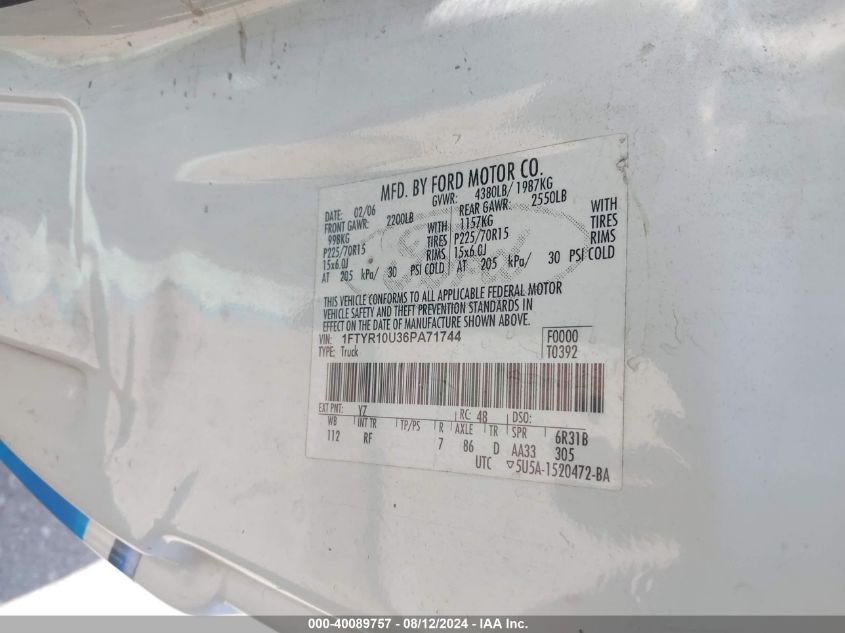 MFD. BY FORD MOTOR CO.
DATE: 02/06 GVWR: 4380LB/ 1987KG
FRONT GAWR: 2200LB REAR GAWR: 2550LB
998KG WITH 1157KG WITH
P225/70R15 TIRES P225/70R15 TIRES
15x6.0J RIMS 15x6.0J RIMS
AT 205 kPa/ 30 PSI COLD AT 205 kPa/ 30 PSI COLD
THIS VEHICLE CONFORMS TO ALL APPLICABLE FEDERAL MOTOR
VEHICLE SAFETY AND THEFT PREVENTION STANDARDS IN
EFFECT ON THE DATE OF MANUFACTURE SHOWN ABOVE.
VIN: 1FTYR10U36PA71744 F0000
TYPE: Truck T0392
EXT PNT: YZ RC: 48 DSO:
WB INT TR TP/PS R AXLE TR SPR 6R31B
112 RF 7 86 D AA33 305
UTC ▽5U5A-1520472-BA
000-40089757 - 08/12/2024 - IAA Inc.